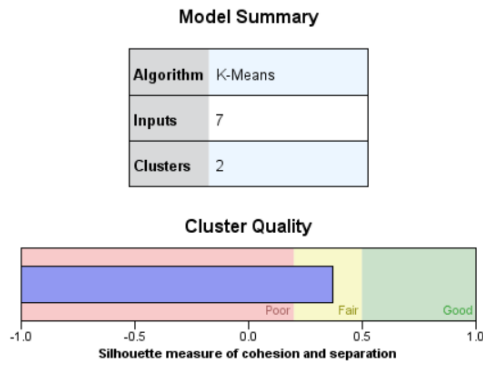 Model Summary
Algorithm K-Means
Inputs 7
Clusters 2
Cluster Quality
Poor Fair Good
-1.0 -0.5 0.0 0.5 1.0
Silhouette measure of cohesion and separation